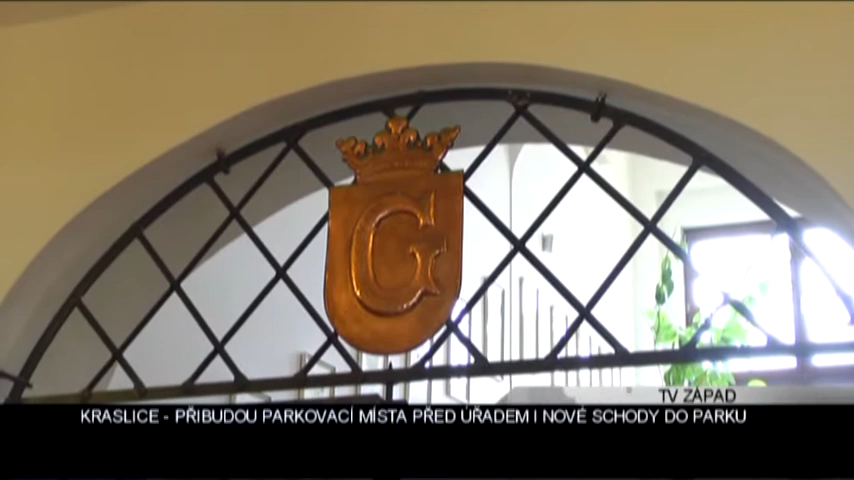 G
TV ZÁPAD
KRASLICE - PŘIBUDOU PARKOVACÍ MÍSTA PŘED ÚŘADEM I NOVÉ SCHODY DO PARKU